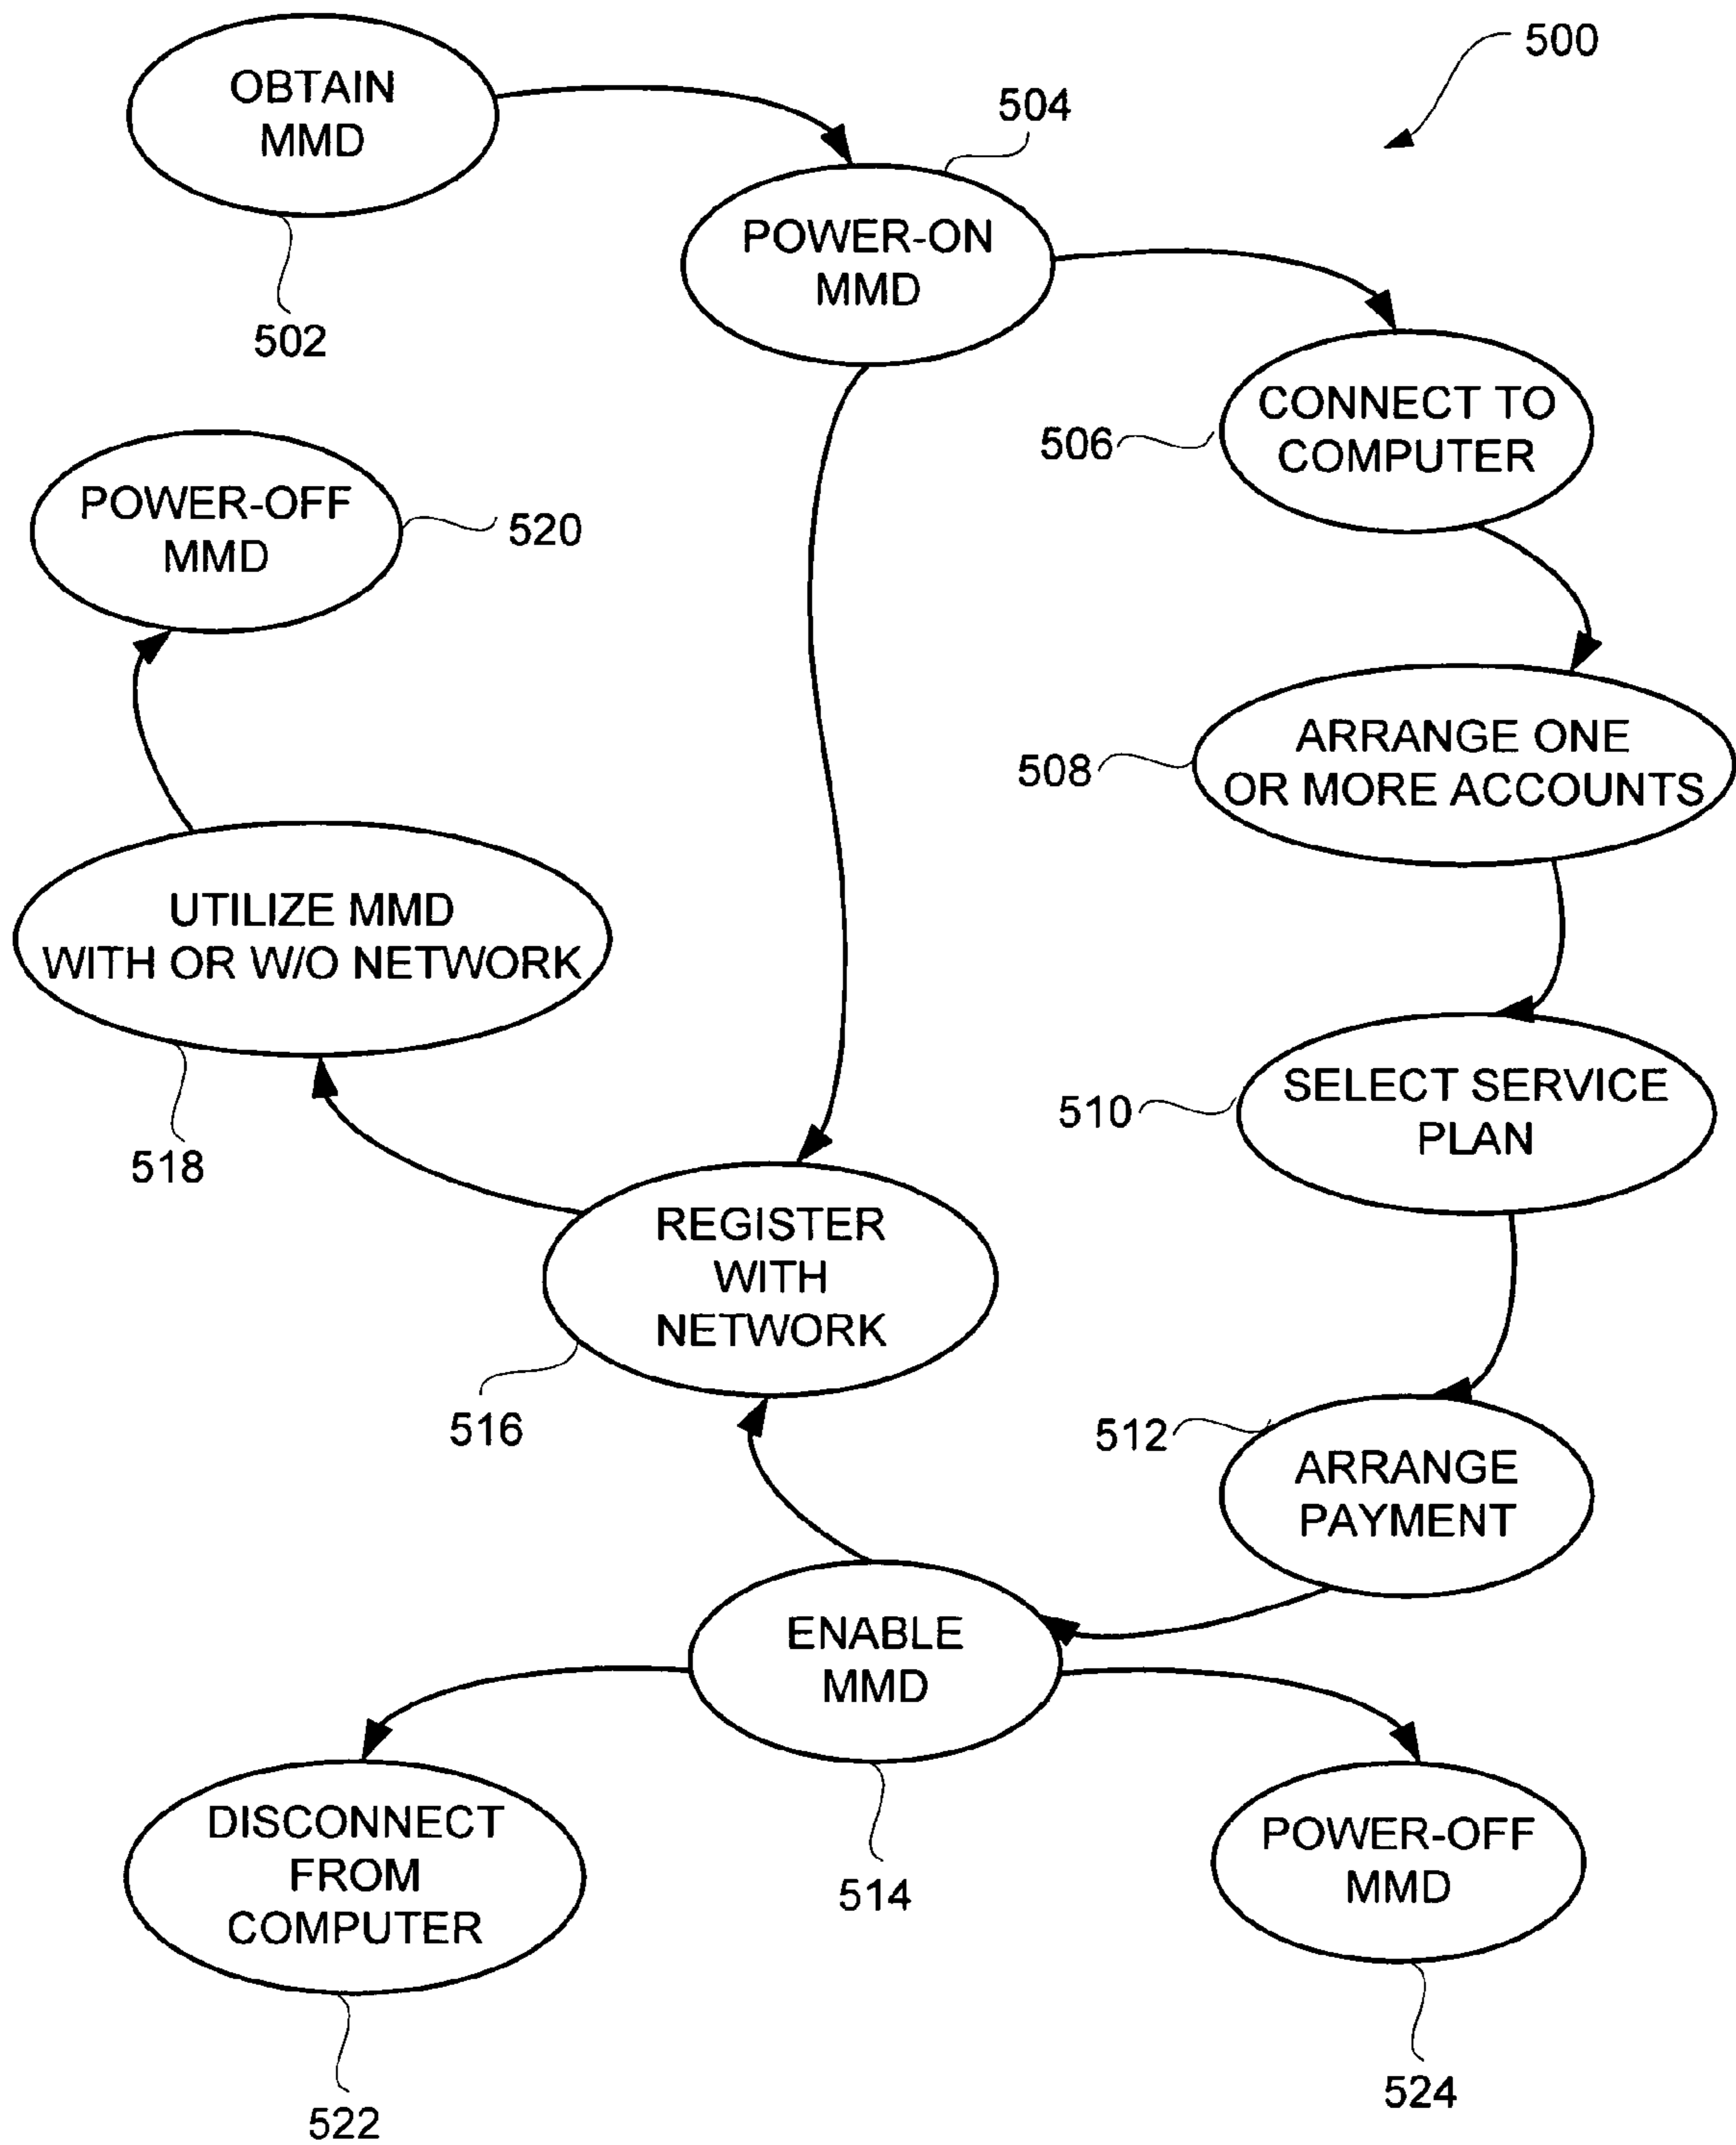 500
OBTAIN
MMD
502
504
POWER-ON
MMD
506
CONNECT TO
COMPUTER
POWER-OFF
MMD
520
508
ARRANGE ONE
OR MORE ACCOUNTS
UTILIZE MMD
WITH OR W/O NETWORK
518
510
SELECT SERVICE
PLAN
REGISTER
WITH
NETWORK
516
512
ARRANGE
PAYMENT
ENABLE
MMD
514
DISCONNECT
FROM
COMPUTER
522
POWER-OFF
MMD
524